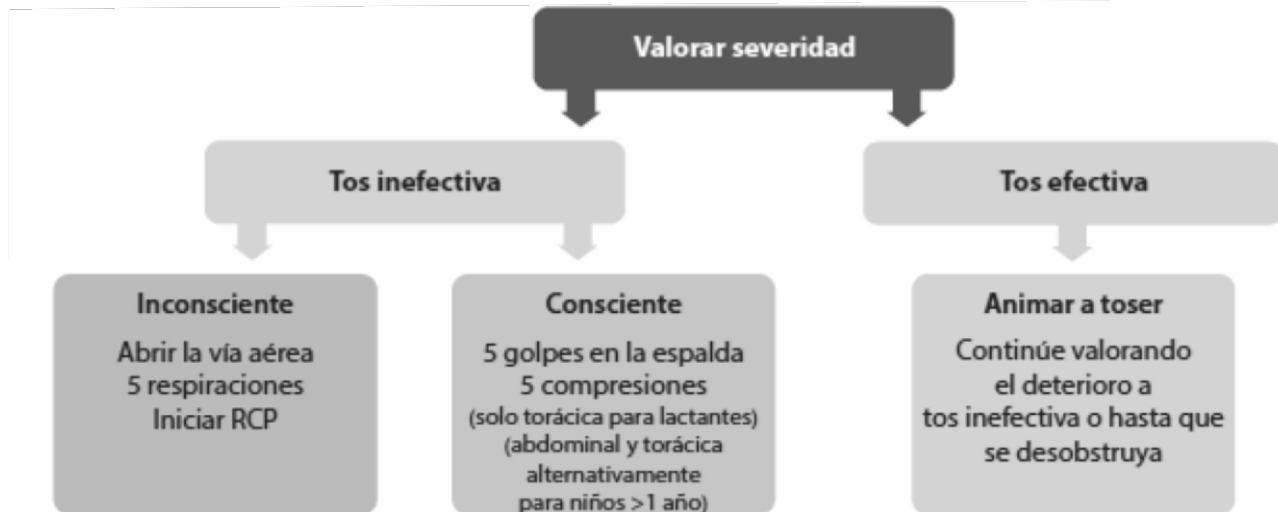 Valorar severidad
Tos inefectiva
Tos efectiva
Inconsciente
Abrir la vía aérea
5 respiraciones
Iniciar RCP
Consciente
5 golpes en la espalda
5 compresiones
(solo torácica para lactantes)
(abdominal y torácica
alternativamente
para niños >1 año)
Animar a toser
Continúe valorando
el deterioro a
tos inefectiva o hasta que
se desobstruya